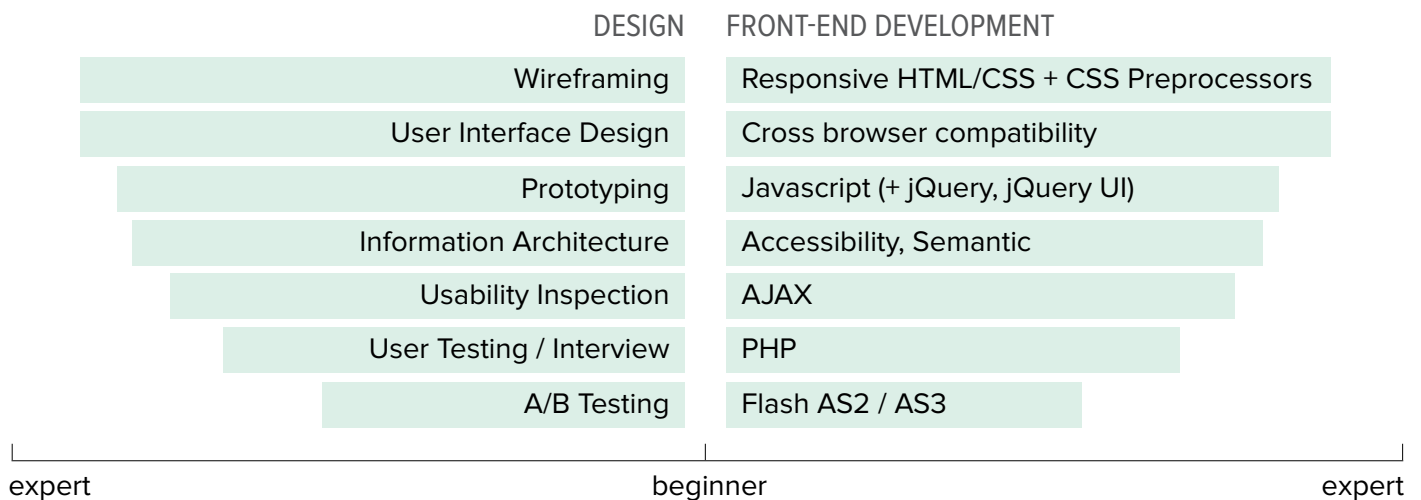 DESIGN FRONT-END DEVELOPMENT
Wireframing Responsive HTML/CSS + CSS Preprocessors
User Interface Design Cross browser compatibility
Prototyping Javascript (+ jQuery, jQuery UI)
Information Architecture Accessibility, Semantic
Usability Inspection AJAX
User Testing / Interview PHP
A/B Testing Flash AS2 / AS3
expert beginner expert